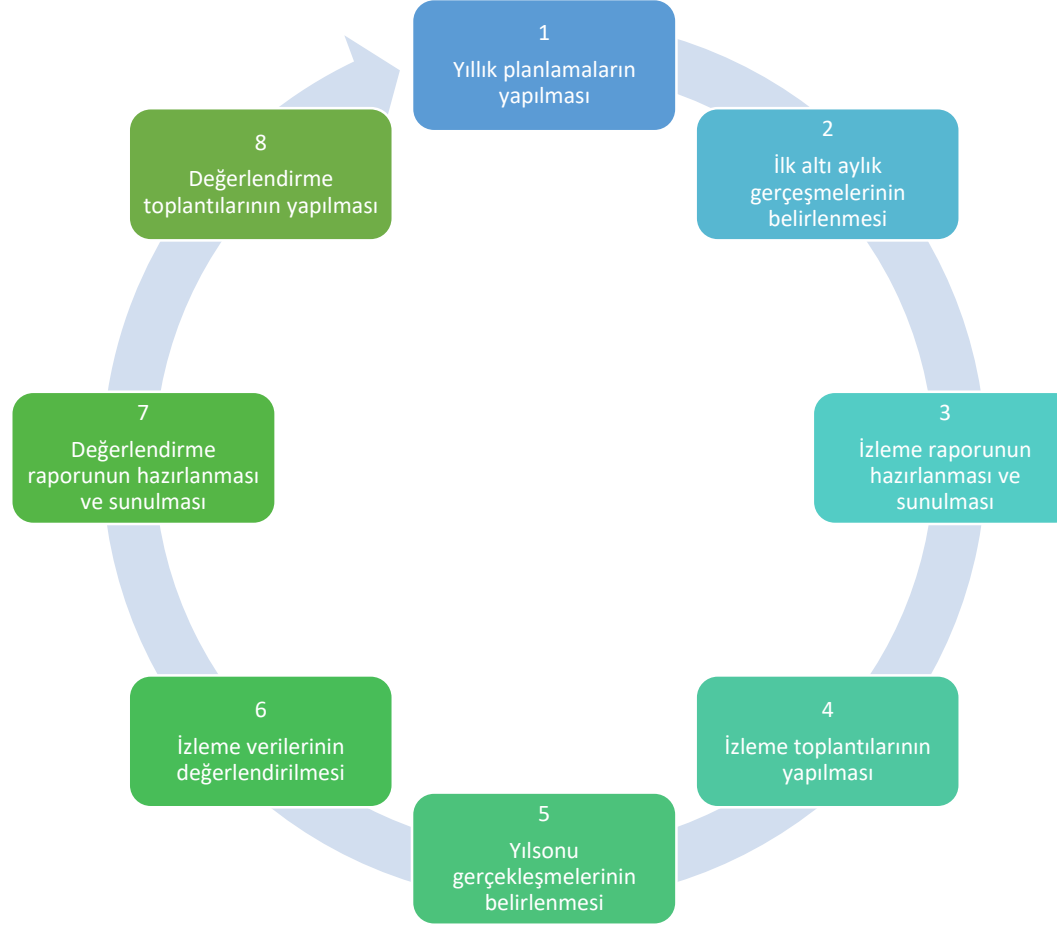 1
Yıllık planlamaların
yapılması
2
İlk altı aylık
gerçeşmelerinin
belirlenmesi
3
İzleme raporunun
hazırlanması ve
sunulması
4
İzleme toplantılarının
yapılması
5
Yılsonu
gerçekleşmelerinin
belirlenmesi
6
İzleme verilerinin
değerlendirilmesi
7
Değerlendirme
raporunun hazırlanması
ve sunulması
8
Değerlendirme
toplantılarının yapılması